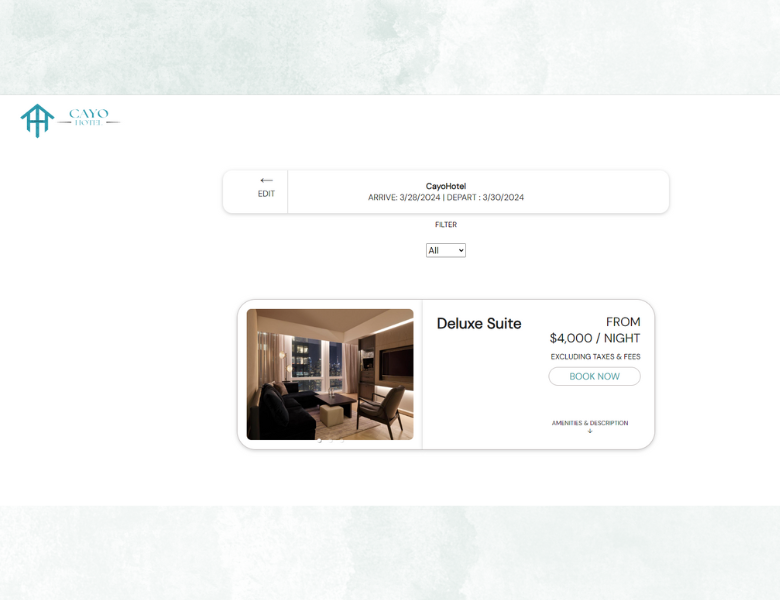 CAYO
HOTEL
←
EDIT
CayoHotel
ARRIVE: 3/28/2024 | DEPART : 3/30/2024
FILTER
All
Deluxe Suite
FROM
$4,000 / NIGHT
EXCLUDING TAXES & FEES
BOOK NOW
AMENITIES & DESCRIPTION
↓